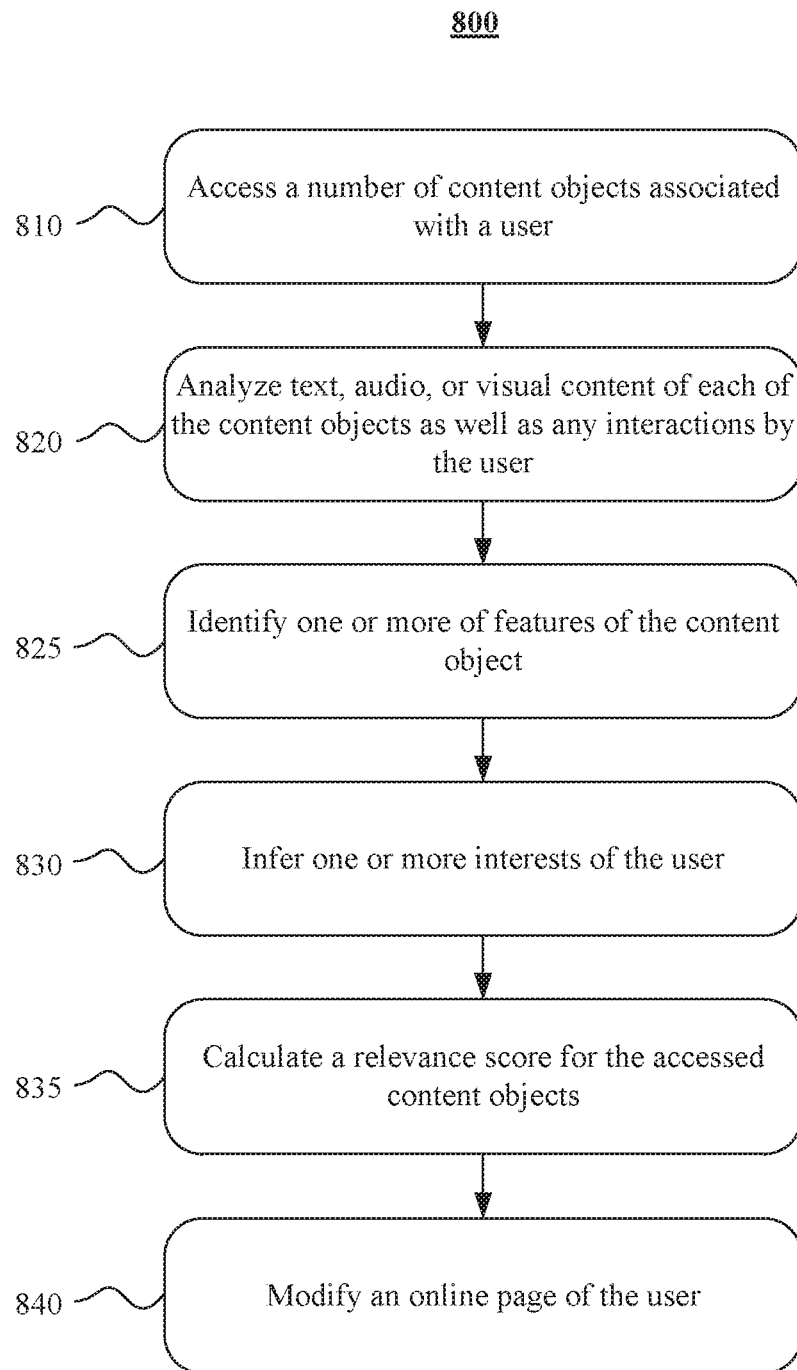 800
810
Access a number of content objects associated
with a user
820
Analyze text, audio, or visual content of each of
the content objects as well as any interactions by
the user
825
Identify one or more of features of the content
object
830
Infer one or more interests of the user
835
Calculate a relevance score for the accessed
content objects
840
Modify an online page of the user